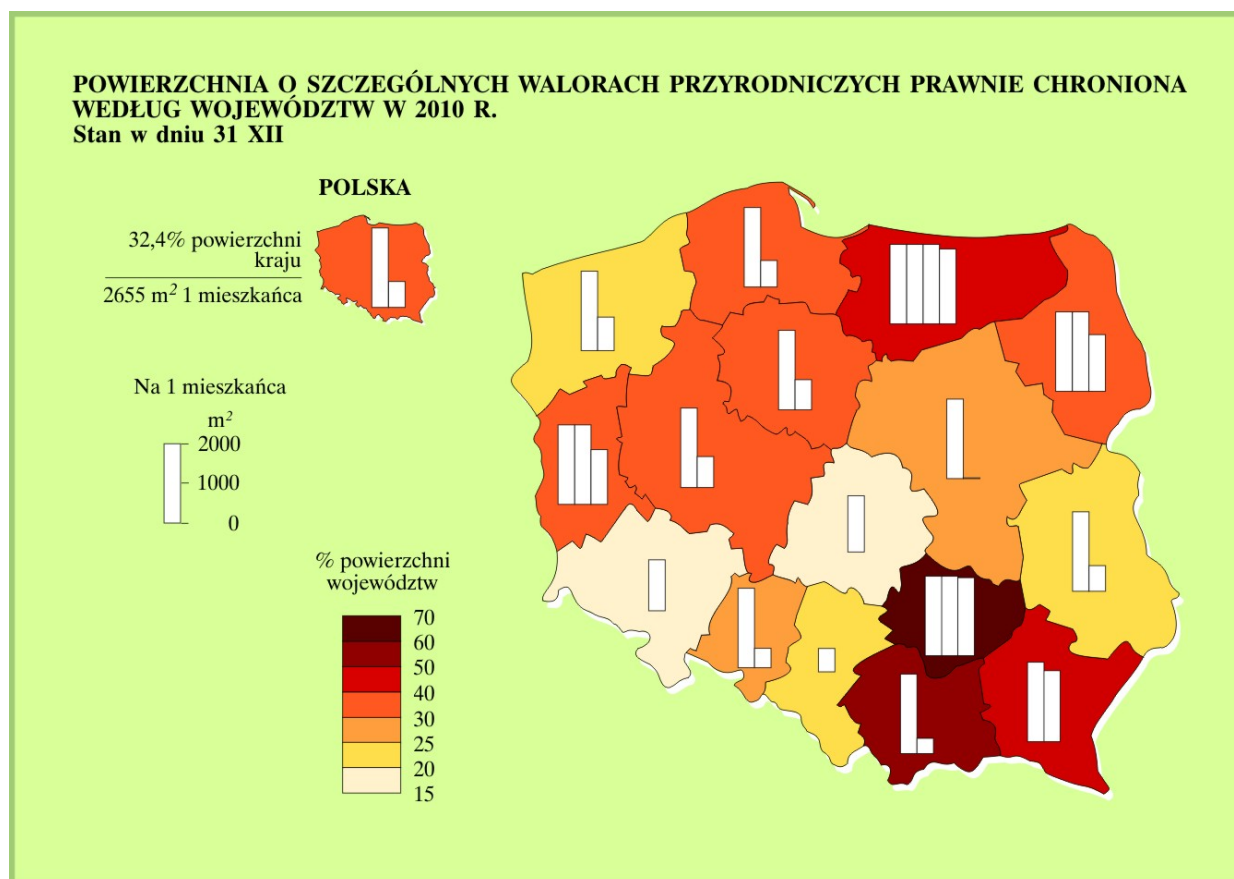 POWIERZCHNIA O SZCZEGÓLNYCH WALORACH PRZYRODNICZYCH PRAWNIE CHRONIONA
WEDŁUG WOJEWÓDZTW W 2010 R.
Stan w dniu 31 XII
POLSKA
32,4% powierzchni
kraju
2655 m² 1 mieszkańca
Na 1 mieszkańca
m²
2000
1000
0
% powierzchni
województw
70
60
50
40
30
25
20
15